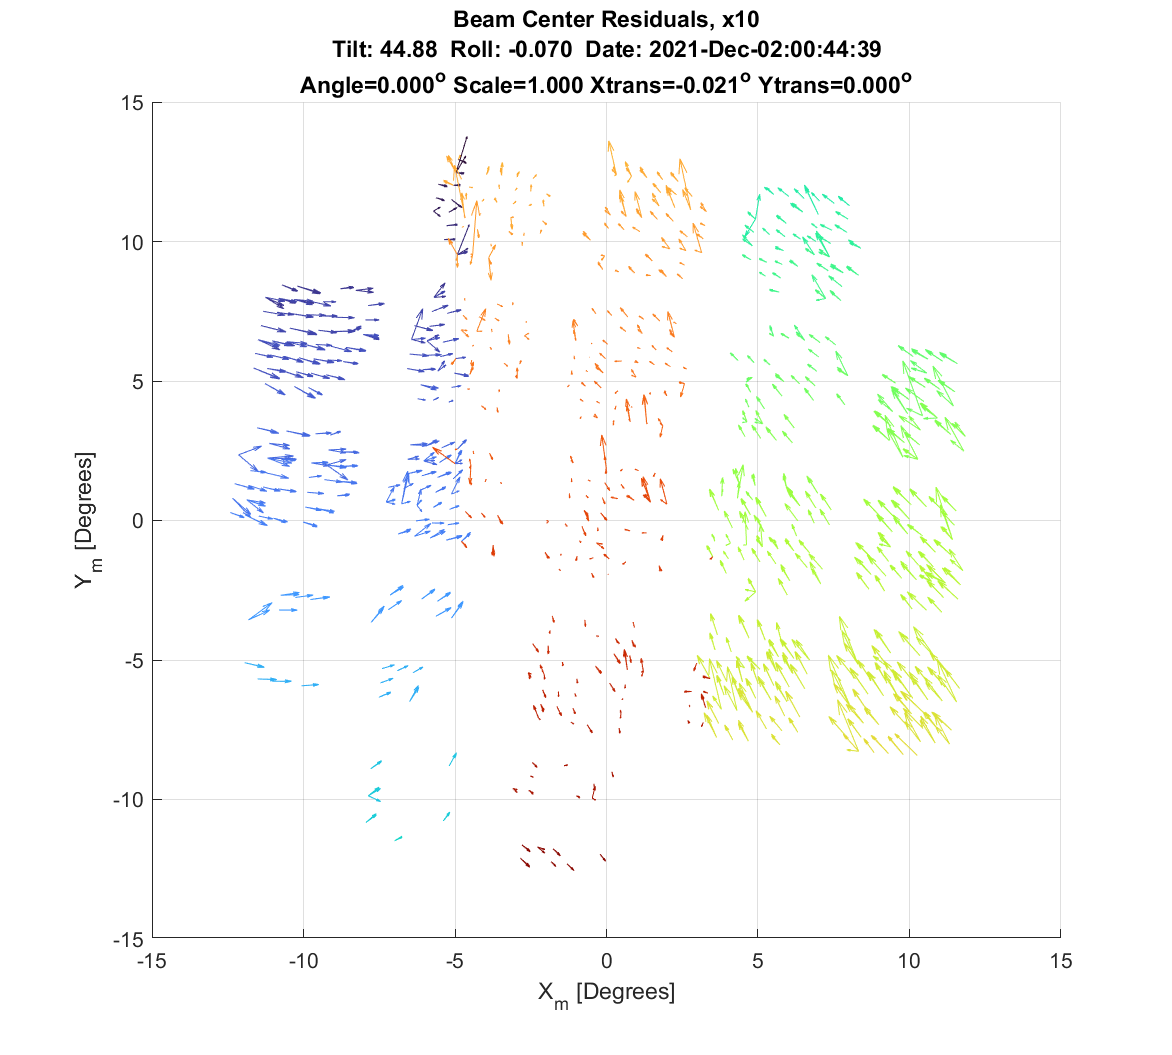 Beam Center Residuals, x10
Tilt: 44.88  Roll: -0.070  Date: 2021-Dec-02:00:44:39
Angle=0.000° Scale=1.000 Xtrans=-0.021° Ytrans=0.000°
15
10
5
0
-5
-10
-15
Y_m [Degrees]
-15 -10 -5 0 5 10 15
X_m [Degrees]